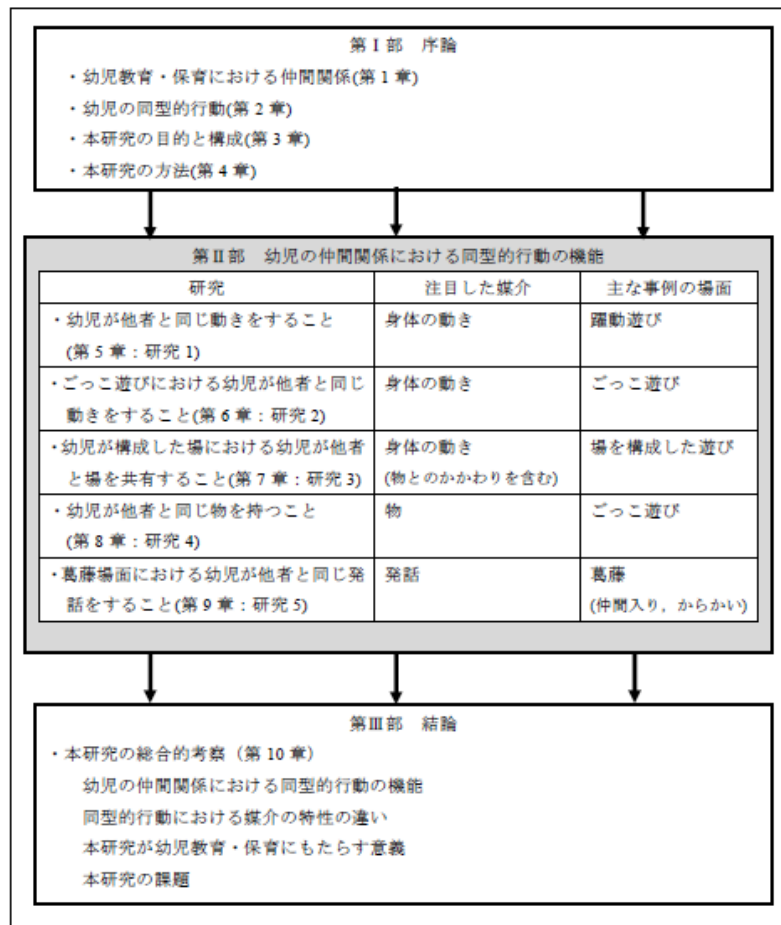 第Ⅰ部 序論
・幼児教育・保育における仲間関係(第1章)
・幼児の同型的行動(第2章)
・本研究の目的と構成(第3章)
・本研究の方法(第4章)
第Ⅱ部 幼児の仲間関係における同型的行動の機能
研究 注目した媒介 主な事例の場面
・幼児が他者と同じ動きをすること 身体の動き 躍動遊び
(第5章：研究1)
・ごっこ遊びにおける幼児が他者と同じ 身体の動き ごっこ遊び
動きをすること(第6章：研究2)
・幼児が構成した場における幼児が他者 身体の動き 場を構成した遊び
と場を共有すること(第7章：研究3) (物とのかかわりを含む)
・幼児が他者と同じ物を持つこと 物 ごっこ遊び
(第8章：研究4)
・葛藤場面における幼児が他者と同じ発 発話 葛藤
話をすること(第9章：研究5) (仲間入り，からかい)
第Ⅲ部 結論
・本研究の総合的考察（第10章）
幼児の仲間関係における同型的行動の機能
同型的行動における媒介の特性の違い
本研究が幼児教育・保育にもたらす意義
本研究の課題